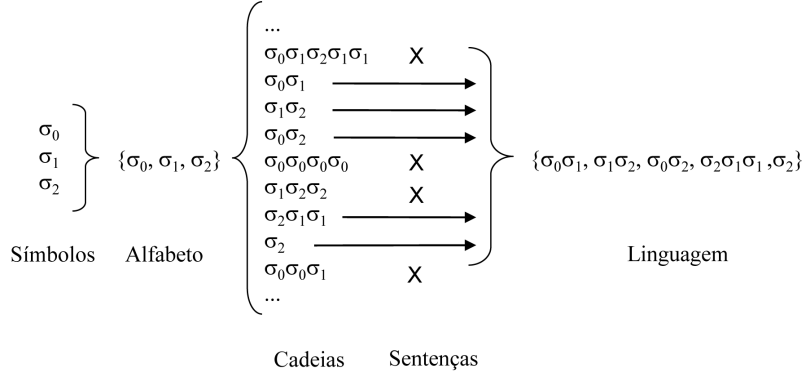 ...
σ₀σ₁σ₂σ₁σ₁ X
σ₀σ₁
σ₁σ₂
σ₀σ₂
σ₀σ₀σ₀σ₀ X
σ₁σ₂σ₂ X
σ₂σ₁σ₁
σ₂
σ₀σ₀σ₁ X
...
σ₀
σ₁
σ₂
{σ₀, σ₁, σ₂}
{σ₀σ₁, σ₁σ₂, σ₀σ₂, σ₂σ₁σ₁ ,σ₂}
Símbolos Alfabeto Linguagem
Cadeias Sentenças